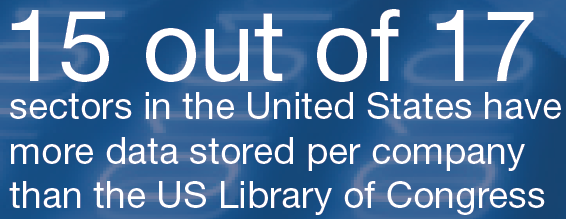 15 out of 17
sectors in the United States have
more data stored per company
than the US Library of Congress